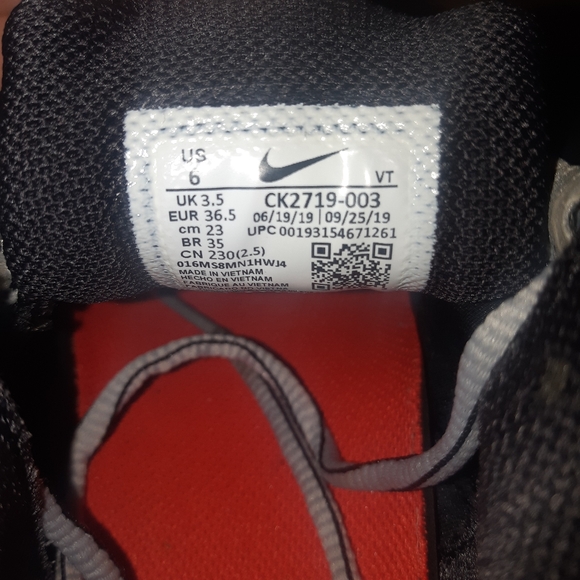 US
6
VT
UK 3.5
EUR 36.5
cm 23
BR 35
CN 230(2.5)
016MS8MN1HWJ4
MADE IN VIETNAM
HECHO EN VIETNAM
FABRIQUE AU VIETNAM
CK2719-003
06/19/19 | 09/25/19
UPC 00193154671261